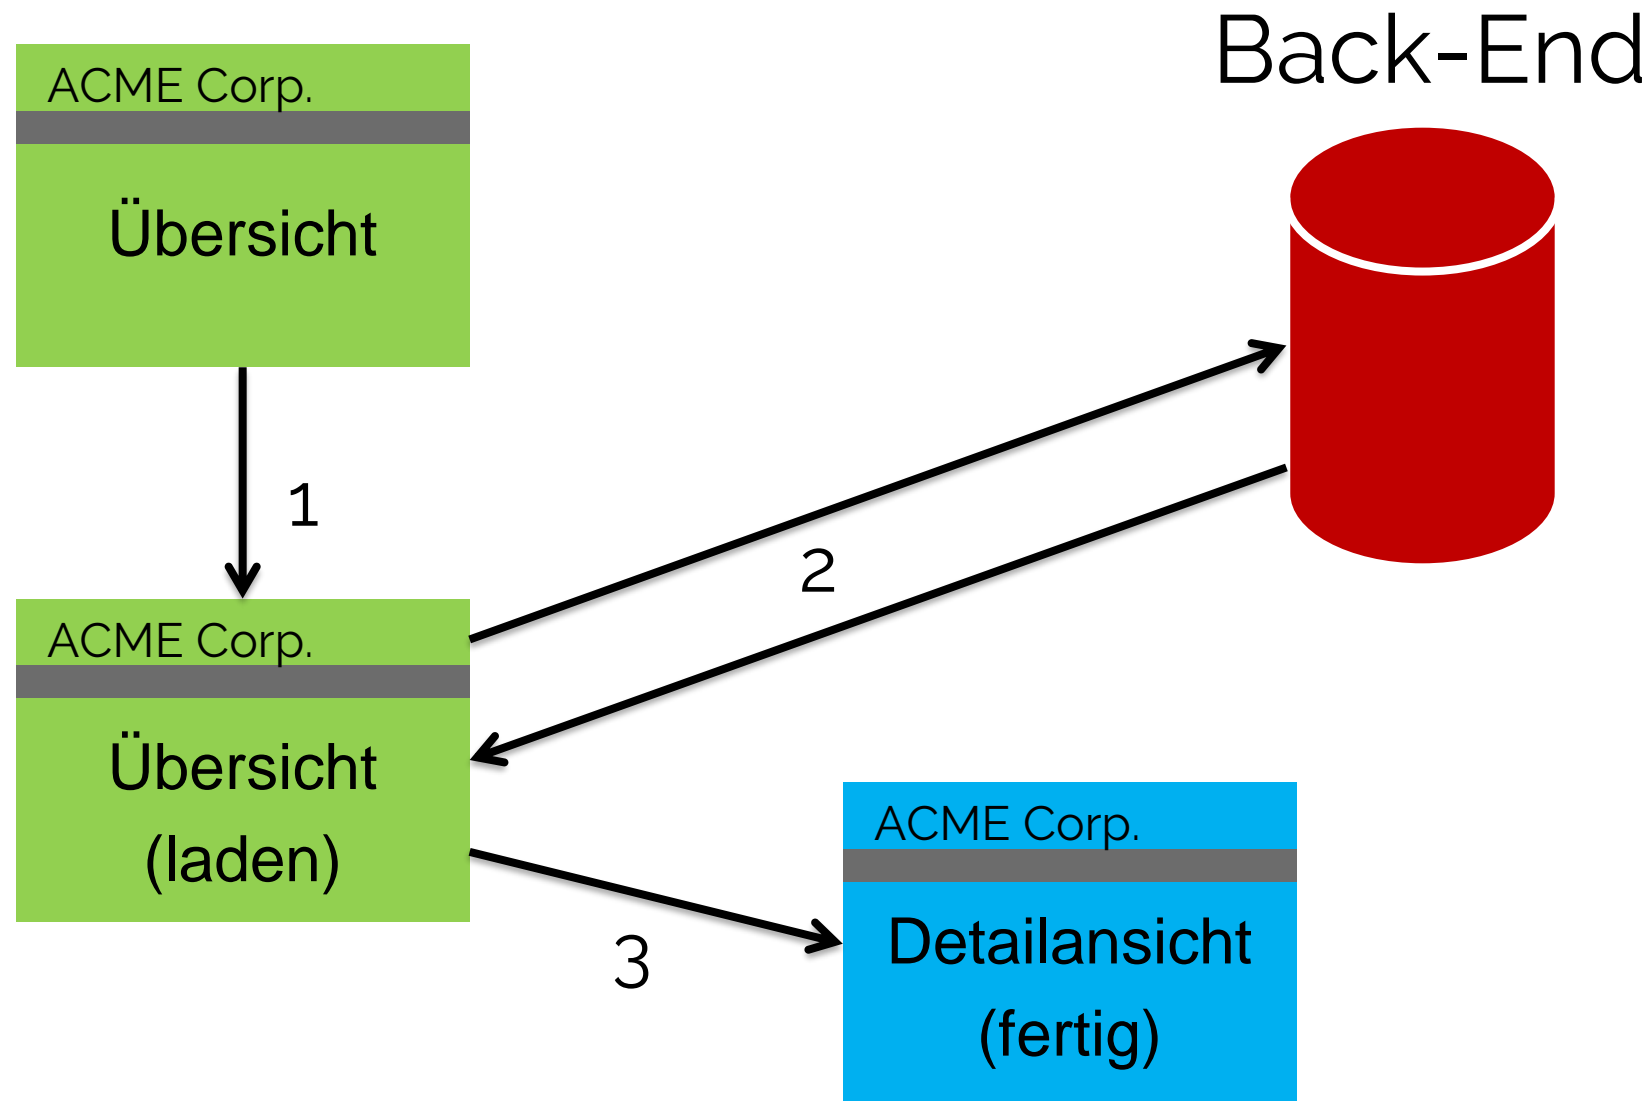 Back-End
ACME Corp.
Übersicht
1
2
ACME Corp.
Übersicht
(laden)
3
ACME Corp.
Detailansicht
(fertig)